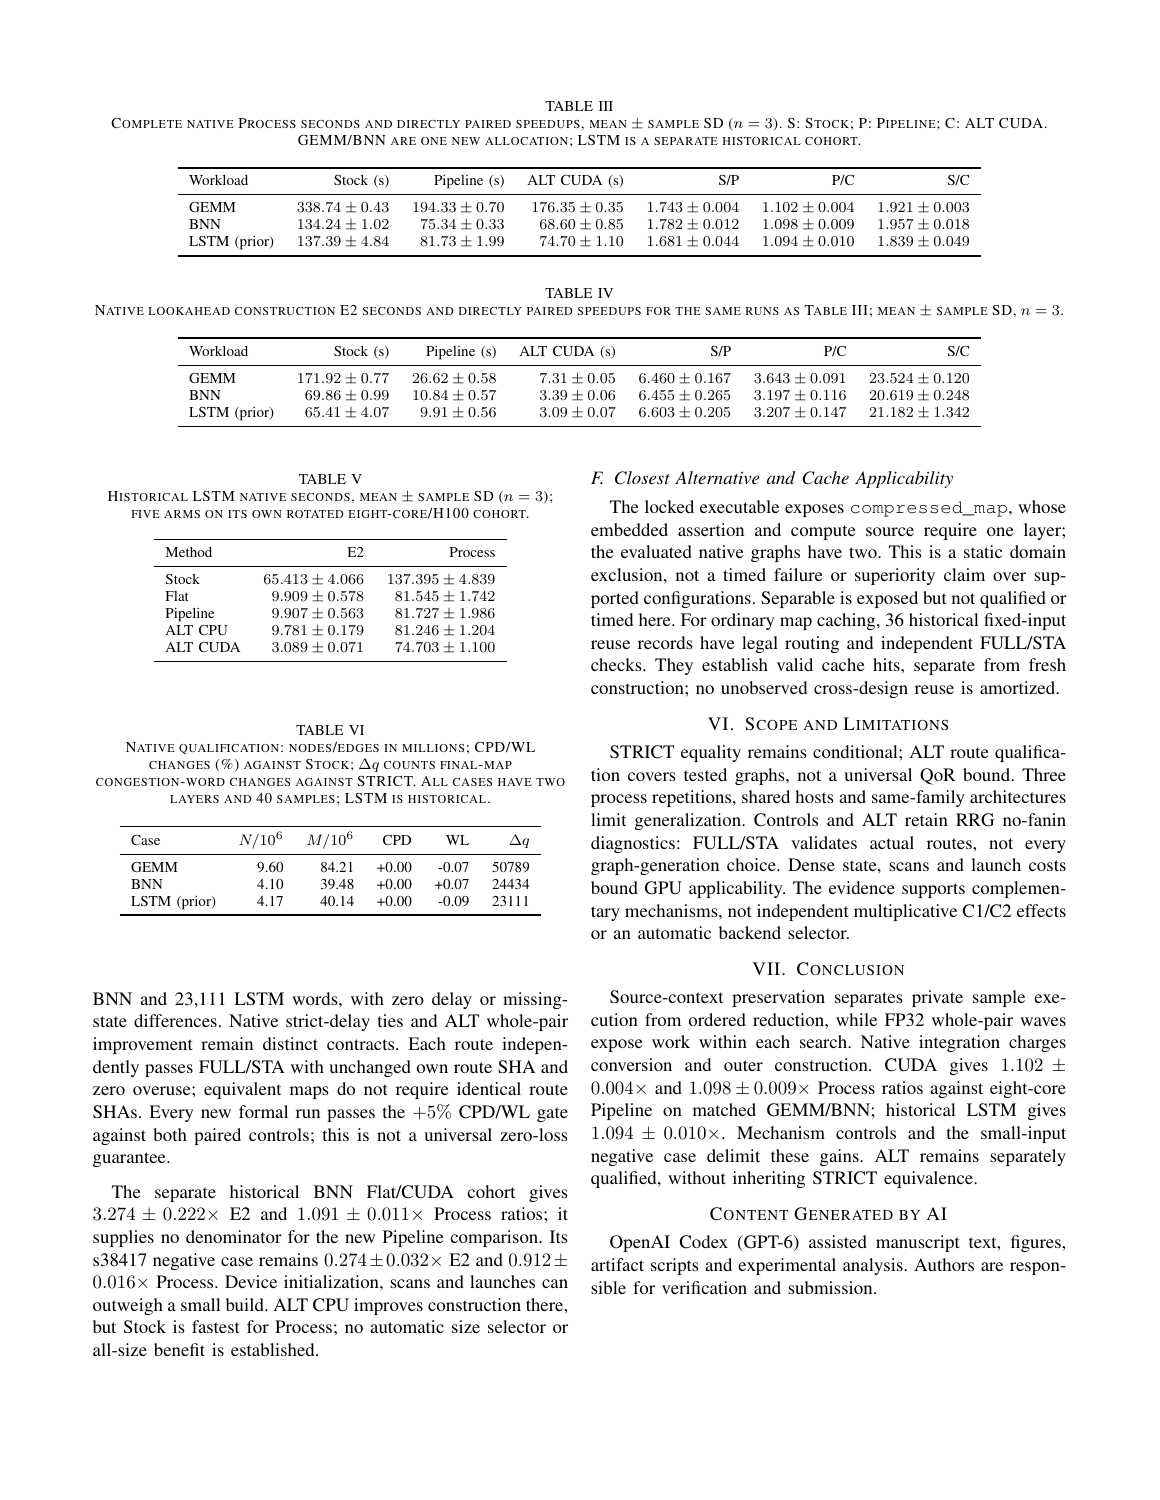 TABLE III
COMPLETE NATIVE PROCESS SECONDS AND DIRECTLY PAIRED SPEEDUPS, MEAN ± SAMPLE SD (n = 3). S: STOCK; P: PIPELINE; C: ALT CUDA.
GEMM/BNN ARE ONE NEW ALLOCATION; LSTM IS A SEPARATE HISTORICAL COHORT.
Workload Stock (s) Pipeline (s) ALT CUDA (s) S/P P/C S/C
GEMM 338.74 ± 0.43 194.33 ± 0.70 176.35 ± 0.35 1.743 ± 0.004 1.102 ± 0.004 1.921 ± 0.003
BNN 134.24 ± 1.02 75.34 ± 0.33 68.60 ± 0.85 1.782 ± 0.012 1.098 ± 0.009 1.957 ± 0.018
LSTM (prior) 137.39 ± 4.84 81.73 ± 1.99 74.70 ± 1.10 1.681 ± 0.044 1.094 ± 0.010 1.839 ± 0.049
TABLE IV
NATIVE LOOKAHEAD CONSTRUCTION E2 SECONDS AND DIRECTLY PAIRED SPEEDUPS FOR THE SAME RUNS AS TABLE III; MEAN ± SAMPLE SD, n = 3.
Workload Stock (s) Pipeline (s) ALT CUDA (s) S/P P/C S/C
GEMM 171.92 ± 0.77 26.62 ± 0.58 7.31 ± 0.05 6.460 ± 0.167 3.643 ± 0.091 23.524 ± 0.120
BNN 69.86 ± 0.99 10.84 ± 0.57 3.39 ± 0.06 6.455 ± 0.265 3.197 ± 0.116 20.619 ± 0.248
LSTM (prior) 65.41 ± 4.07 9.91 ± 0.56 3.09 ± 0.07 6.603 ± 0.205 3.207 ± 0.147 21.182 ± 1.342
TABLE V
HISTORICAL LSTM NATIVE SECONDS, MEAN ± SAMPLE SD (n = 3);
FIVE ARMS ON ITS OWN ROTATED EIGHT-CORE/H100 COHORT.
Method E2 Process
Stock 65.413 ± 4.066 137.395 ± 4.839
Flat 9.909 ± 0.578 81.545 ± 1.742
Pipeline 9.907 ± 0.563 81.727 ± 1.986
ALT CPU 9.781 ± 0.179 81.246 ± 1.204
ALT CUDA 3.089 ± 0.071 74.703 ± 1.100
TABLE VI
NATIVE QUALIFICATION: NODES/EDGES IN MILLIONS; CPD/WL
CHANGES (%) AGAINST STOCK; Δq COUNTS FINAL-MAP
CONGESTION-WORD CHANGES AGAINST STRICT. ALL CASES HAVE TWO
LAYERS AND 40 SAMPLES; LSTM IS HISTORICAL.
Case N/10⁶ M/10⁶ CPD WL Δq
GEMM 9.60 84.21 +0.00 -0.07 50789
BNN 4.10 39.48 +0.00 +0.07 24434
LSTM (prior) 4.17 40.14 +0.00 -0.09 23111
BNN and 23,111 LSTM words, with zero delay or missing-
state differences. Native strict-delay ties and ALT whole-pair
improvement remain distinct contracts. Each route indepen-
dently passes FULL/STA with unchanged own route SHA and
zero overuse; equivalent maps do not require identical route
SHAs. Every new formal run passes the +5% CPD/WL gate
against both paired controls; this is not a universal zero-loss
guarantee.
The separate historical BNN Flat/CUDA cohort gives
3.274 ± 0.222× E2 and 1.091 ± 0.011× Process ratios; it
supplies no denominator for the new Pipeline comparison. Its
s38417 negative case remains 0.274±0.032× E2 and 0.912±
0.016× Process. Device initialization, scans and launches can
outweigh a small build. ALT CPU improves construction there,
but Stock is fastest for Process; no automatic size selector or
all-size benefit is established.
F. Closest Alternative and Cache Applicability
The locked executable exposes compressed_map, whose
embedded assertion and compute source require one layer;
the evaluated native graphs have two. This is a static domain
exclusion, not a timed failure or superiority claim over sup-
ported configurations. Separable is exposed but not qualified or
timed here. For ordinary map caching, 36 historical fixed-input
reuse records have legal routing and independent FULL/STA
checks. They establish valid cache hits, separate from fresh
construction; no unobserved cross-design reuse is amortized.
VI. SCOPE AND LIMITATIONS
STRICT equality remains conditional; ALT route qualifica-
tion covers tested graphs, not a universal QoR bound. Three
process repetitions, shared hosts and same-family architectures
limit generalization. Controls and ALT retain RRG no-fanin
diagnostics: FULL/STA validates actual routes, not every
graph-generation choice. Dense state, scans and launch costs
bound GPU applicability. The evidence supports complemen-
tary mechanisms, not independent multiplicative C1/C2 effects
or an automatic backend selector.
VII. CONCLUSION
Source-context preservation separates private sample exe-
cution from ordered reduction, while FP32 whole-pair waves
expose work within each search. Native integration charges
conversion and outer construction. CUDA gives 1.102 ±
0.004× and 1.098 ± 0.009× Process ratios against eight-core
Pipeline on matched GEMM/BNN; historical LSTM gives
1.094 ± 0.010×. Mechanism controls and the small-input
negative case delimit these gains. ALT remains separately
qualified, without inheriting STRICT equivalence.
CONTENT GENERATED BY AI
OpenAI Codex (GPT-6) assisted manuscript text, figures,
artifact scripts and experimental analysis. Authors are respon-
sible for verification and submission.